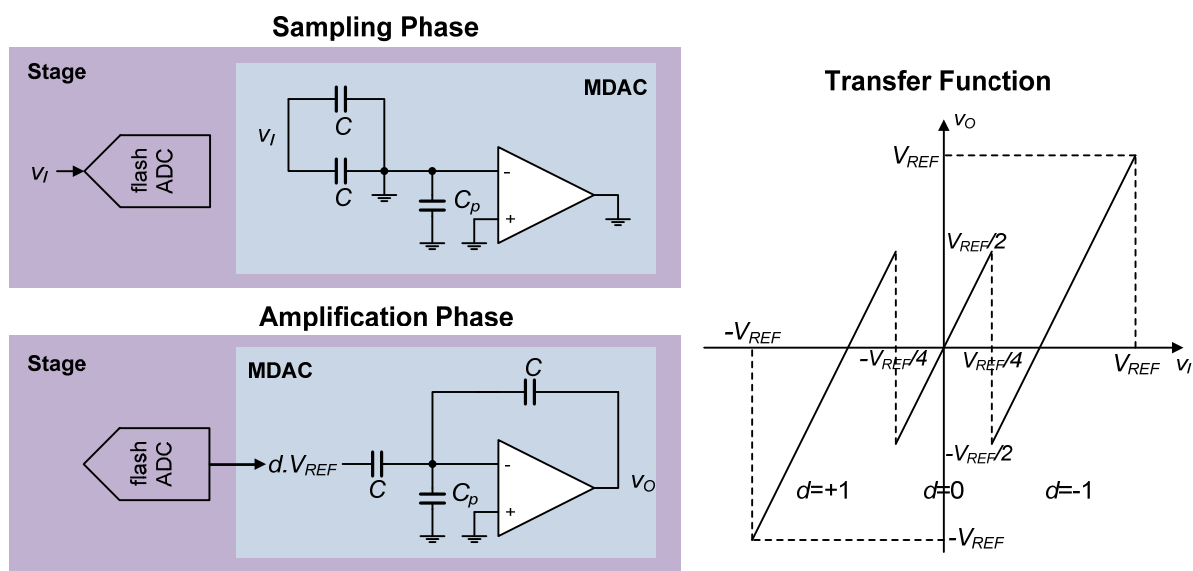 Sampling Phase
Stage
MDAC
C
v_I
C
v_I
flash
ADC
C_p
-
+
Amplification Phase
Stage
MDAC
C
flash
ADC
d.V_REF
C
C_p
-
+
v_O
Transfer Function
v_O
V_REF
V_REF/2
-V_REF
-V_REF/4
V_REF/4
V_REF
v_I
-V_REF/2
d=+1
d=0
d=-1
-V_REF